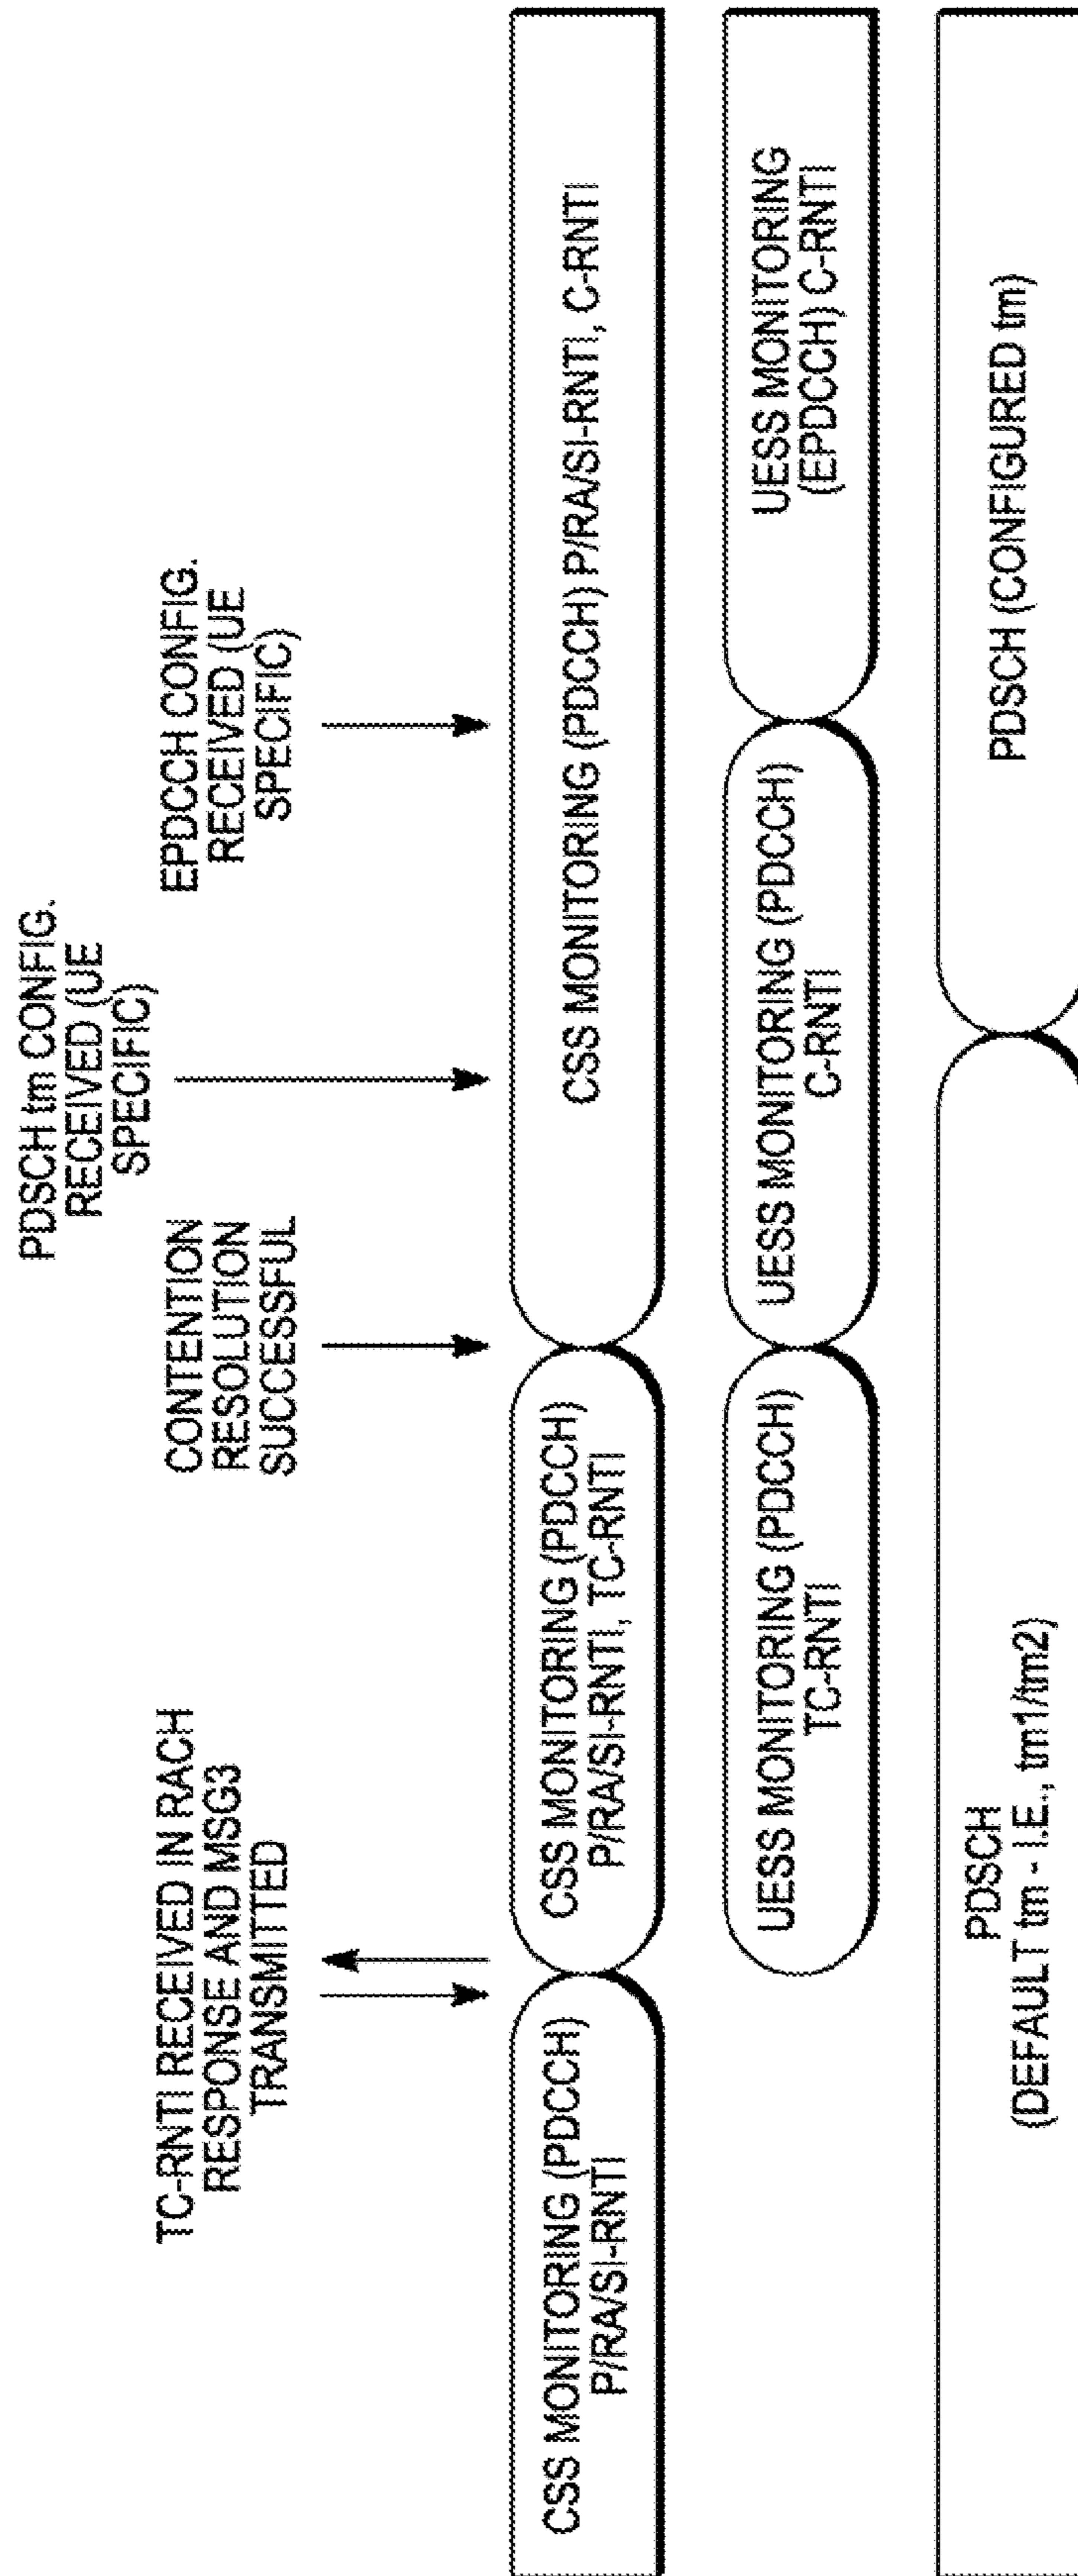 TC-RNTI RECEIVED IN RACH
RESPONSE AND MSG3
TRANSMITTED
CONTENTION
RESOLUTION
SUCCESSFUL
PDSCH tm CONFIG.
RECEIVED (UE
SPECIFIC)
EPDCCH CONFIG.
RECEIVED (UE
SPECIFIC)
CSS MONITORING (PDCCH)
P/RA/SI-RNTI
CSS MONITORING (PDCCH)
P/RA/SI-RNTI, TC-RNTI
CSS MONITORING (PDCCH) P/RA/SI-RNTI, C-RNTI
UESS MONITORING (PDCCH)
TC-RNTI
UESS MONITORING (PDCCH)
C-RNTI
UESS MONITORING
(EPDCCH) C-RNTI
PDSCH
(DEFAULT tm - I.E., tm1/tm2)
PDSCH (CONFIGURED tm)